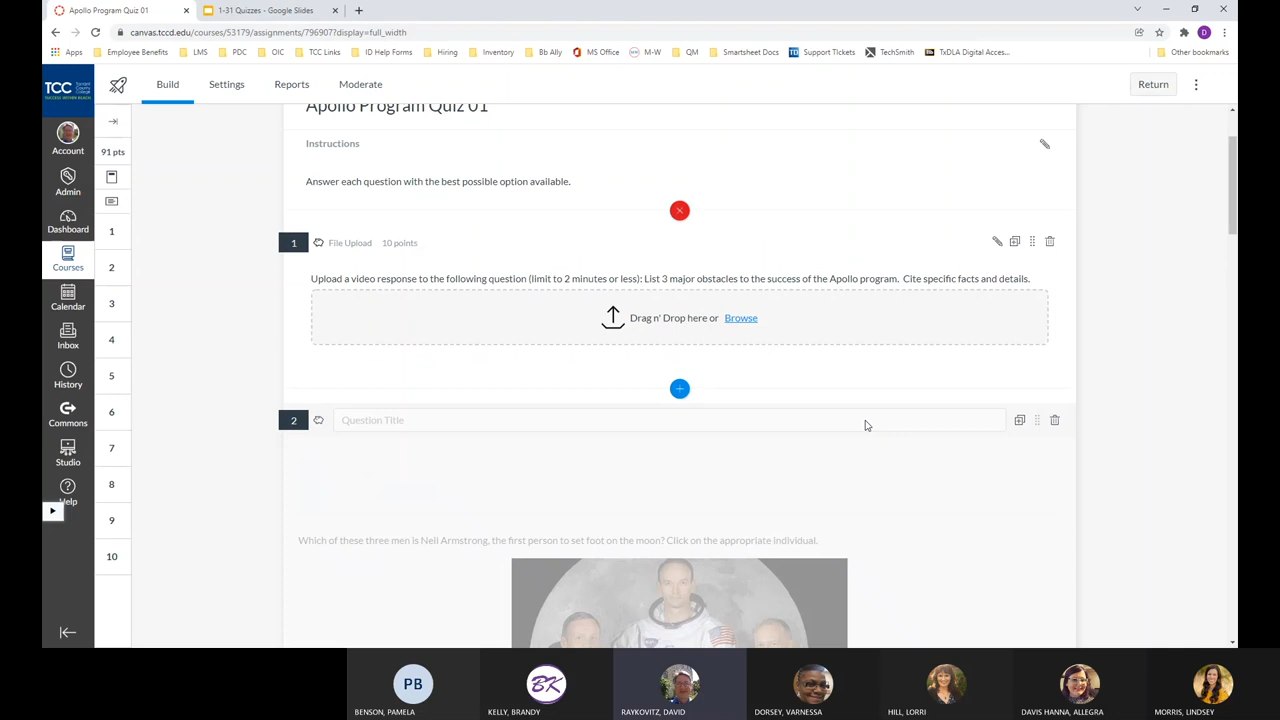 Apollo Program Quiz 01
1-31 Quizzes - Google Slides
canvas.tccd.edu/courses/53179/assignments/796907?display=full_width
D
Apps
Employee Benefits
LMS
PDC
OIC
TCC Links
ID Help Forms
Hiring
Inventory
Bb Ally
MS Office
M-W
QM
Smartsheet Docs
TD
Support TIckets
TechSmith
TxDLA Digital Acces...
Other bookmarks
TCC
Build
Settings
Reports
Moderate
Return
Account
Admin
Dashboard
Courses
Calendar
Inbox
History
Commons
Studio
Help
91 pts
1
2
3
4
5
6
7
8
9
10
Apollo Program Quiz 01
Instructions
Answer each question with the best possible option available.
1
File Upload
10 points
Upload a video response to the following question (limit to 2 minutes or less): List 3 major obstacles to the success of the Apollo program. Cite specific facts and details.
Drag n' Drop here or Browse
2
Question Title
Which of these three men is Neil Armstrong, the first person to set foot on the moon? Click on the appropriate individual.
PB
BENSON, PAMELA
BK
KELLY, BRANDY
RAYKOVITZ, DAVID
DORSEY, VARNESSA
HILL, LORRI
DAVIS HANNA, ALLEGRA
MORRIS, LINDSEY